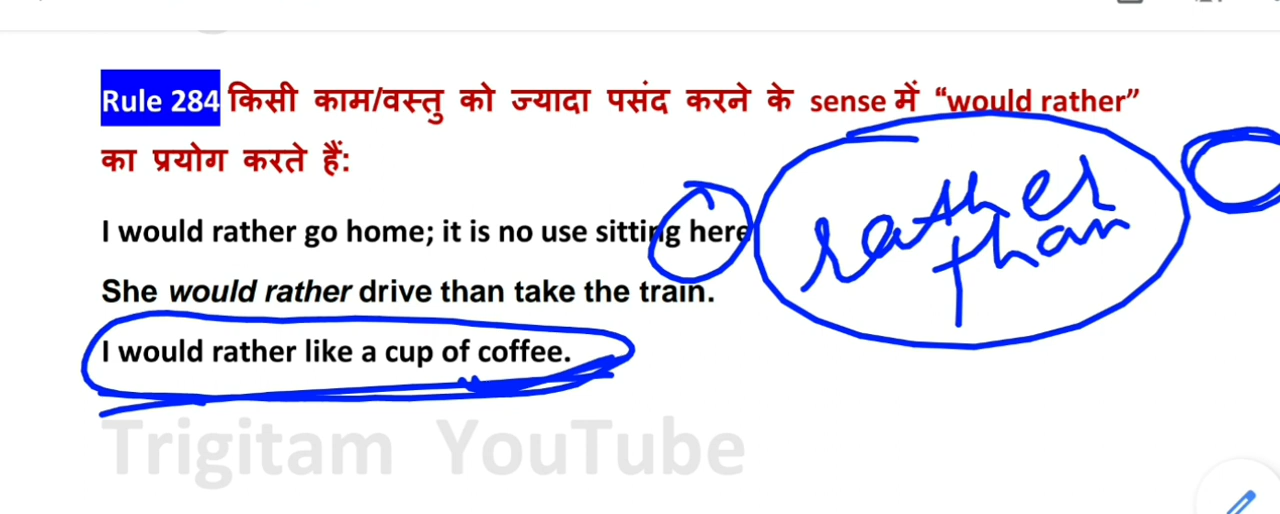 Rule 284 किसी काम/वस्तु को ज्यादा पसंद करने के sense में “would rather”
का प्रयोग करते हैं:
I would rather go home; it is no use sitting here
rather
than
She would rather drive than take the train.
I would rather like a cup of coffee.
Trigitam YouTube